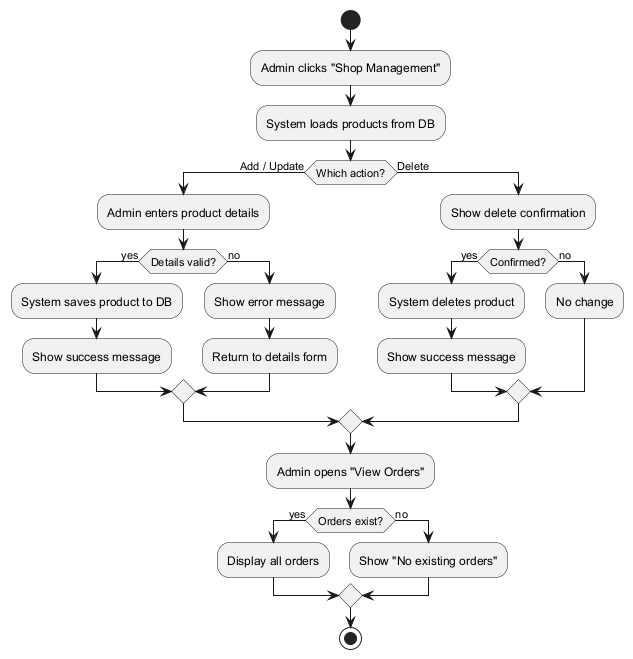 Admin clicks "Shop Management"
System loads products from DB
Add / Update
Which action?
Delete
Admin enters product details
Show delete confirmation
yes
Details valid?
no
yes
Confirmed?
no
System saves product to DB
Show error message
System deletes product
No change
Show success message
Return to details form
Show success message
Admin opens "View Orders"
yes
Orders exist?
no
Display all orders
Show "No existing orders"